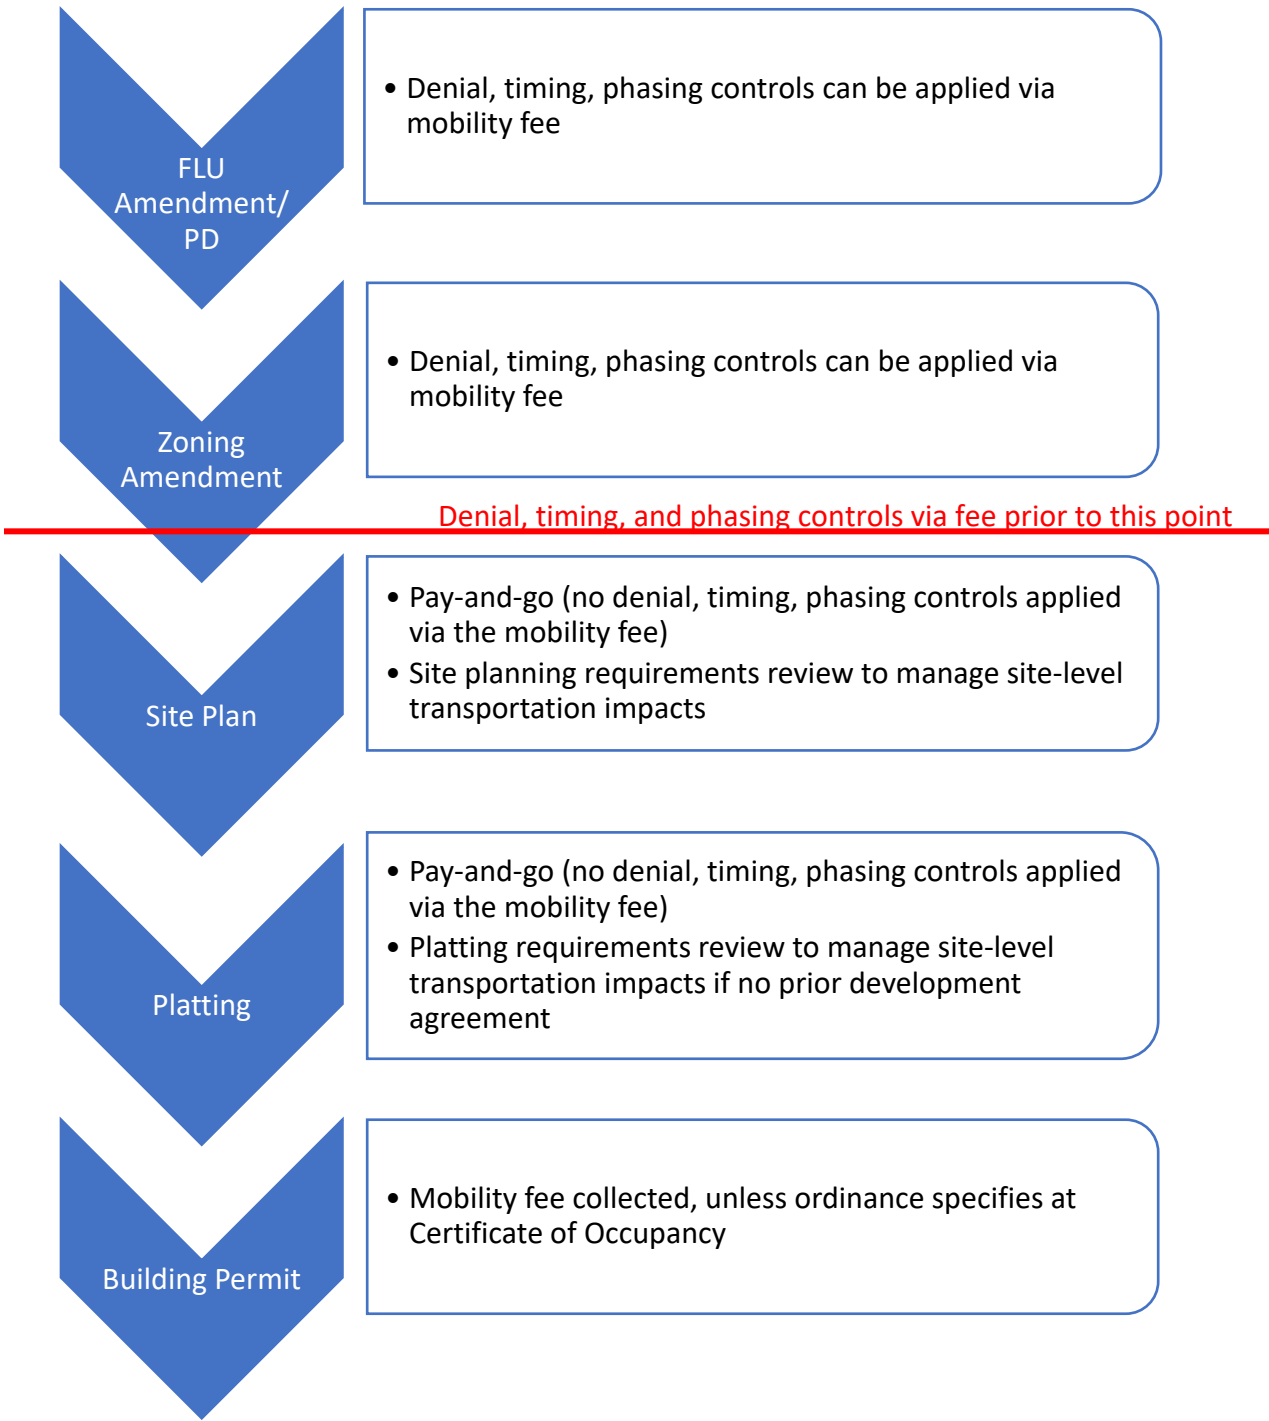 • Denial, timing, phasing controls can be applied via
mobility fee
FLU
Amendment/
PD
• Denial, timing, phasing controls can be applied via
mobility fee
Zoning
Amendment
Denial, timing, and phasing controls via fee prior to this point
• Pay-and-go (no denial, timing, phasing controls applied
via the mobility fee)
• Site planning requirements review to manage site-level
transportation impacts
Site Plan
• Pay-and-go (no denial, timing, phasing controls applied
via the mobility fee)
• Platting requirements review to manage site-level
transportation impacts if no prior development
agreement
Platting
• Mobility fee collected, unless ordinance specifies at
Certificate of Occupancy
Building Permit